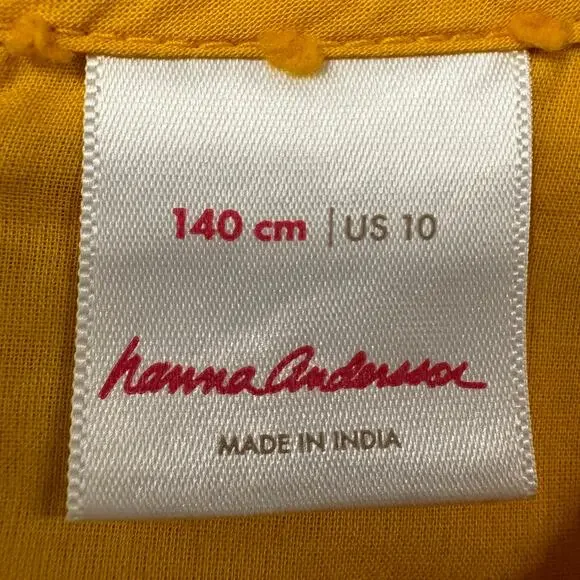 140 cm | US 10
hanna Andersson
MADE IN INDIA